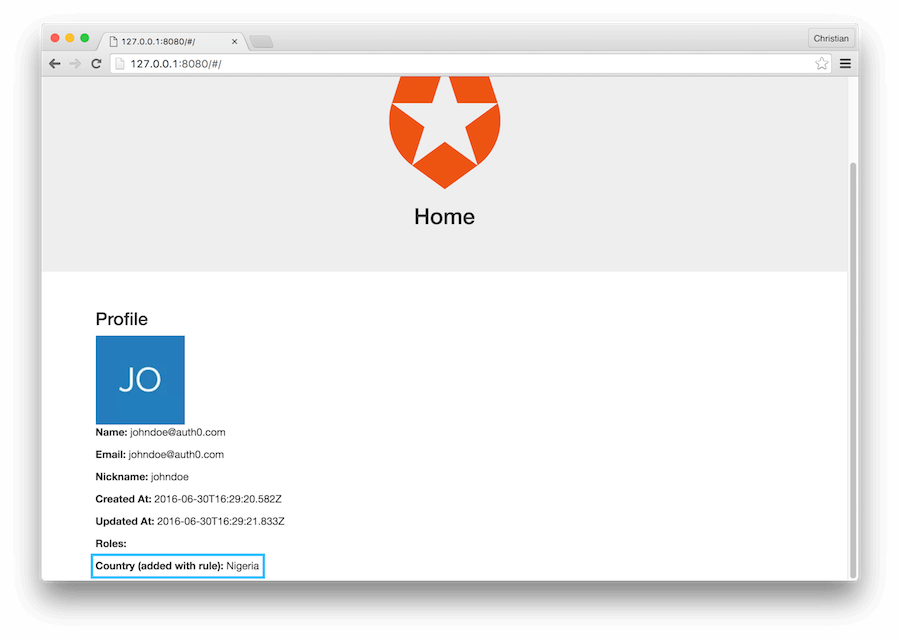 127.0.0.1:8080/#/
Christian
127.0.0.1:8080/#/
Home
Profile
JO
Name: johndoe@auth0.com
Email: johndoe@auth0.com
Nickname: johndoe
Created At: 2016-06-30T16:29:20.582Z
Updated At: 2016-06-30T16:29:21.833Z
Roles:
Country (added with rule): Nigeria